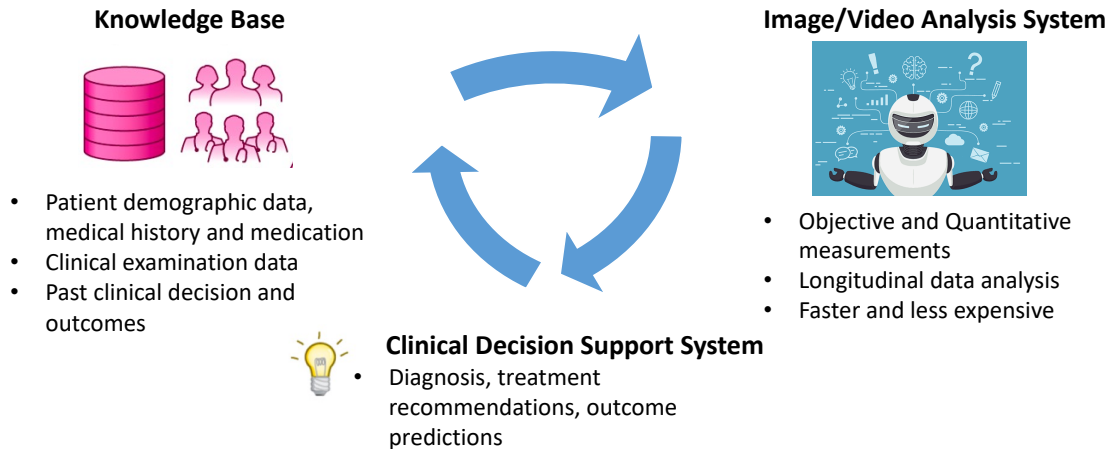 Knowledge Base
Image/Video Analysis System
• Patient demographic data,
medical history and medication
• Clinical examination data
• Past clinical decision and
outcomes
• Objective and Quantitative
measurements
• Longitudinal data analysis
• Faster and less expensive
Clinical Decision Support System
• Diagnosis, treatment
recommendations, outcome
predictions